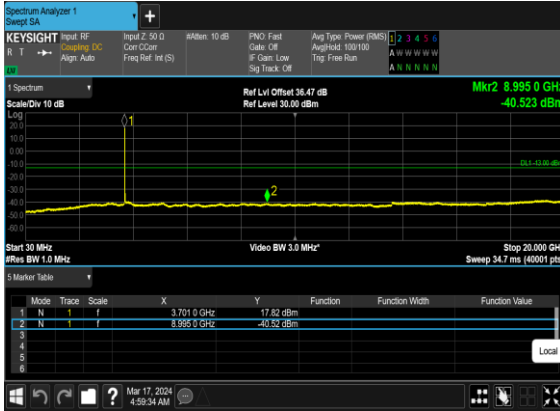 Spectrum Analyzer 1
Swept SA
KEYSIGHT
R T
Input: RF
Coupling: DC
Align: Auto
Input Z: 50 Ω
Corr CCorr
Freq Ref: Int (S)
#Atten: 10 dB
PNO: Fast
Gate: Off
IF Gain: Low
Sig Track: Off
Avg Type: Power (RMS)
Avg|Hold: 100/100
Trig: Free Run
1 2 3 4 5 6
A W W W W W
A N N N N N
1 Spectrum
Scale/Div 10 dB
Ref Lvl Offset 36.47 dB
Ref Level 30.00 dBm
Mkr2 8.995 0 GHz
-40.523 dBm
Log
20.0
10.0
0.00
-10.0
-20.0
-30.0
-40.0
-50.0
-60.0
1
2
DL1 -13.00 dBm
Start 30 MHz
#Res BW 1.0 MHz
Video BW 3.0 MHz*
Stop 20.000 GH
Sweep 34.7 ms (40001 pts
5 Marker Table
Mode Trace Scale X Y Function Function Width Function Value
1 N 1 f 3.701 0 GHz 17.82 dBm
2 N 1 f 8.995 0 GHz -40.52 dBm
3
4
5
6
Local
?
Mar 17, 2024
4:59:34 AM